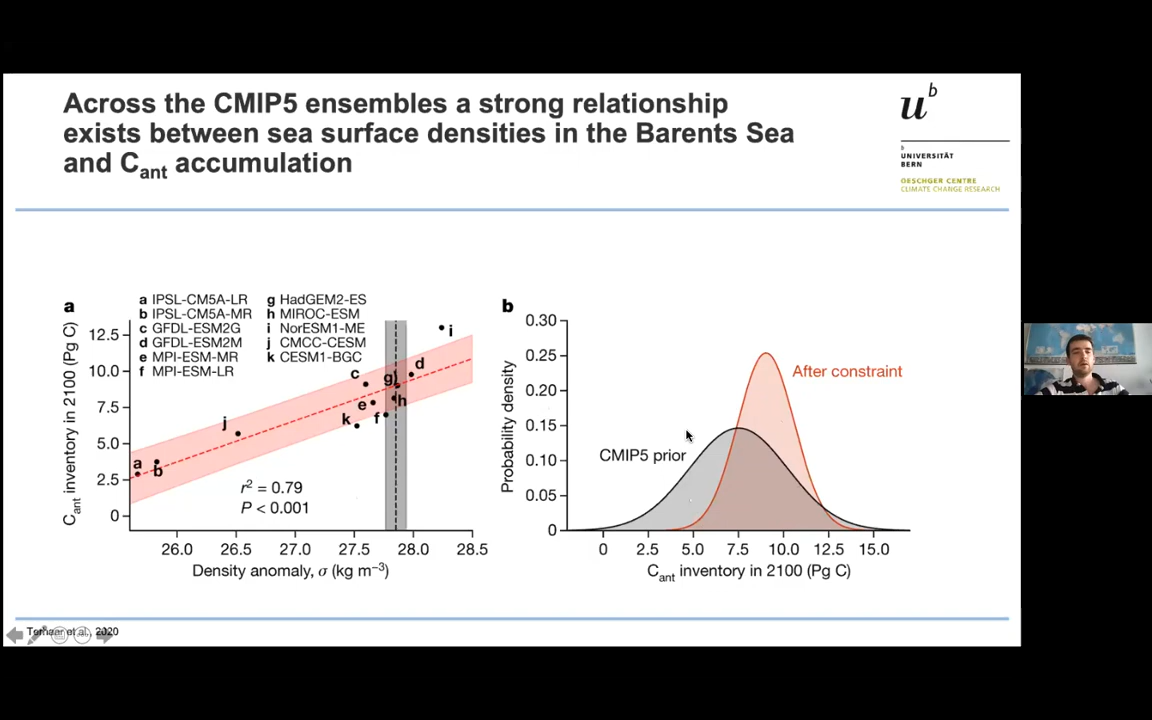 Across the CMIP5 ensembles a strong relationship
exists between sea surface densities in the Barents Sea
and Cant accumulation
u b
b
UNIVERSITÄT
BERN
OESCHGER CENTRE
CLIMATE CHANGE RESEARCH
a
a IPSL-CM5A-LR
b IPSL-CM5A-MR
c GFDL-ESM2G
d GFDL-ESM2M
e MPI-ESM-MR
f MPI-ESM-LR
g HadGEM2-ES
h MIROC-ESM
i NorESM1-ME
j CMCC-CESM
k CESM1-BGC
Cant inventory in 2100 (Pg C)
12.5
10.0
7.5
5.0
2.5
0
a
b
j
c
k
e
f
g
h
d
i
r² = 0.79
P < 0.001
26.0 26.5 27.0 27.5 28.0 28.5
Density anomaly, σ (kg m⁻³)
b
Probability density
0.30
0.25
0.20
0.15
0.10
0.05
0
After constraint
CMIP5 prior
0 2.5 5.0 7.5 10.0 12.5 15.0
Cant inventory in 2100 (Pg C)
Terhaar et al., 2020